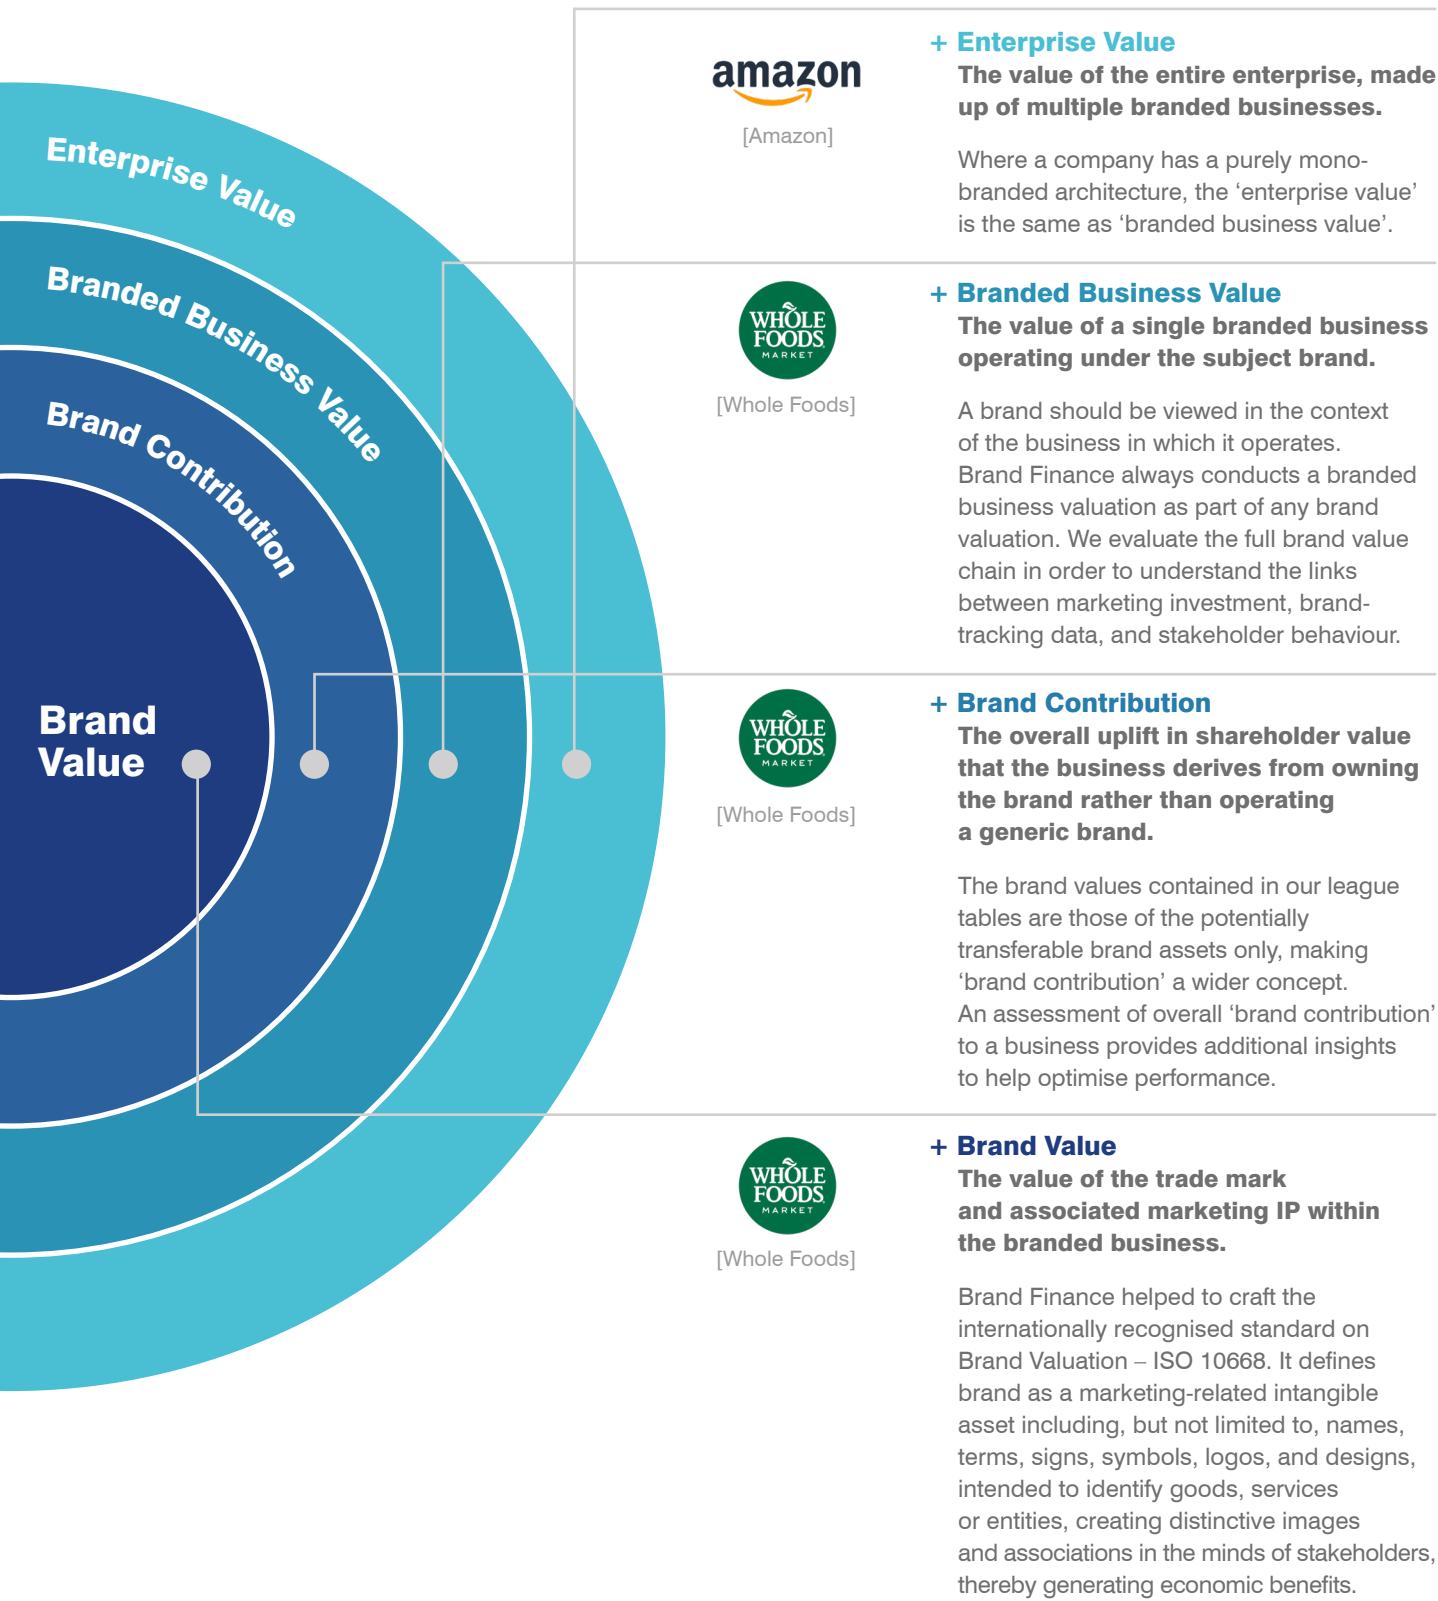 Enterprise Value
Branded Business Value
Brand Contribution
Brand
Value
amazon
[Amazon]
+ Enterprise Value
The value of the entire enterprise, made
up of multiple branded businesses.
Where a company has a purely mono-
branded architecture, the ‘enterprise value’
is the same as ‘branded business value’.
WHOLE
FOODS
MARKET
[Whole Foods]
+ Branded Business Value
The value of a single branded business
operating under the subject brand.
A brand should be viewed in the context
of the business in which it operates.
Brand Finance always conducts a branded
business valuation as part of any brand
valuation. We evaluate the full brand value
chain in order to understand the links
between marketing investment, brand-
tracking data, and stakeholder behaviour.
WHOLE
FOODS
MARKET
[Whole Foods]
+ Brand Contribution
The overall uplift in shareholder value
that the business derives from owning
the brand rather than operating
a generic brand.
The brand values contained in our league
tables are those of the potentially
transferable brand assets only, making
‘brand contribution’ a wider concept.
An assessment of overall ‘brand contribution’
to a business provides additional insights
to help optimise performance.
WHOLE
FOODS
MARKET
[Whole Foods]
+ Brand Value
The value of the trade mark
and associated marketing IP within
the branded business.
Brand Finance helped to craft the
internationally recognised standard on
Brand Valuation – ISO 10668. It defines
brand as a marketing-related intangible
asset including, but not limited to, names,
terms, signs, symbols, logos, and designs,
intended to identify goods, services
or entities, creating distinctive images
and associations in the minds of stakeholders,
thereby generating economic benefits.